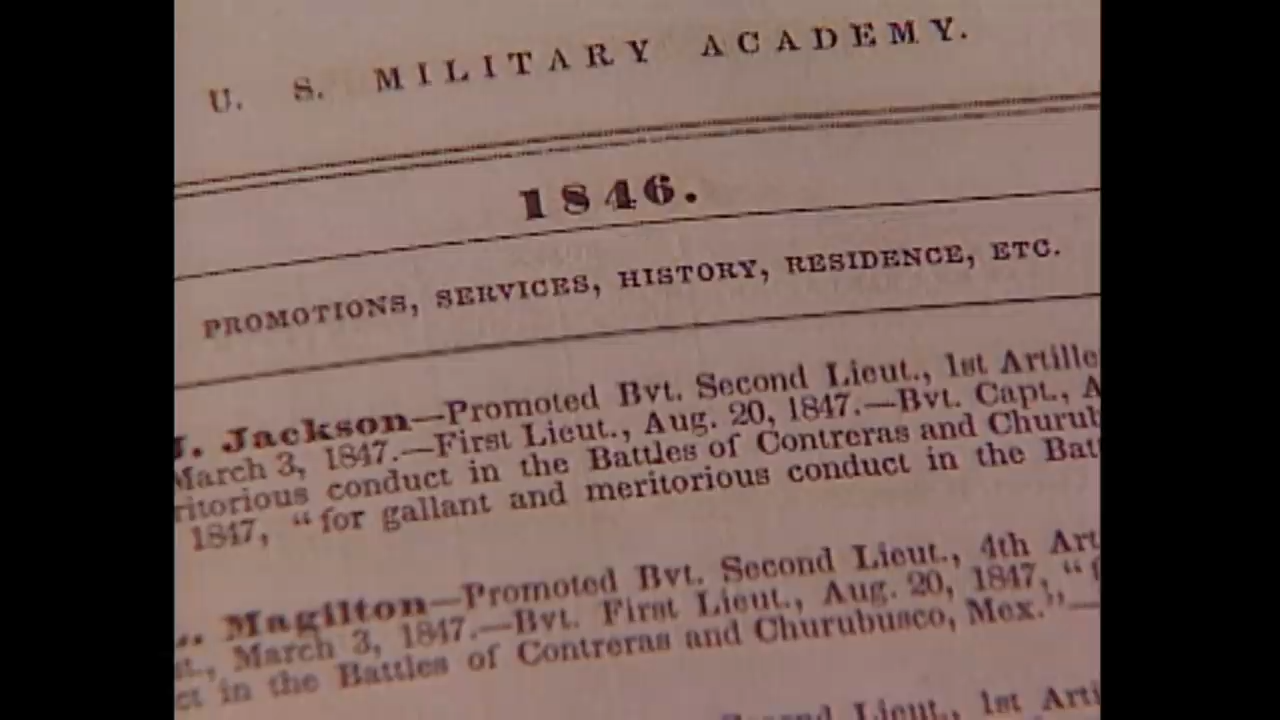 U. S. MILITARY ACADEMY.
1846.
PROMOTIONS, SERVICES, HISTORY, RESIDENCE, ETC.
J. Jackson—Promoted Bvt. Second Lieut., 1st Artille
March 3, 1847.—First Lieut., Aug. 20, 1847.—Bvt. Capt., A
ritorious conduct in the Battles of Contreras and Churub
1847, “for gallant and meritorious conduct in the Bat
L. Magilton—Promoted Bvt. Second Lieut., 4th Art
t., March 3, 1847.—Bvt. First Lieut., Aug. 20, 1847, “f
ct in the Battles of Contreras and Churubusco, Mex.”—
Second Lieut., 1st Arti